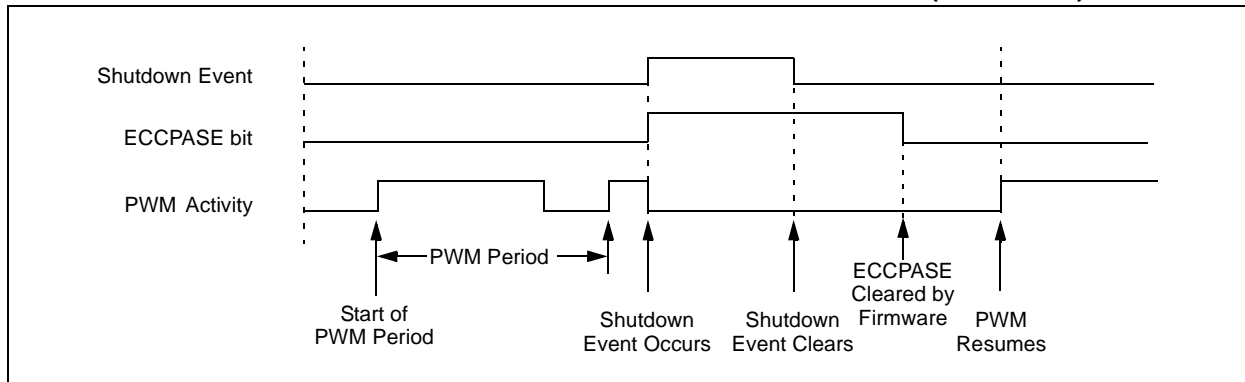 Shutdown Event
ECCPASE bit
PWM Activity
PWM Period
Start of
PWM Period
Shutdown
Event Occurs
Shutdown
Event Clears
ECCPASE
Cleared by
Firmware
PWM
Resumes